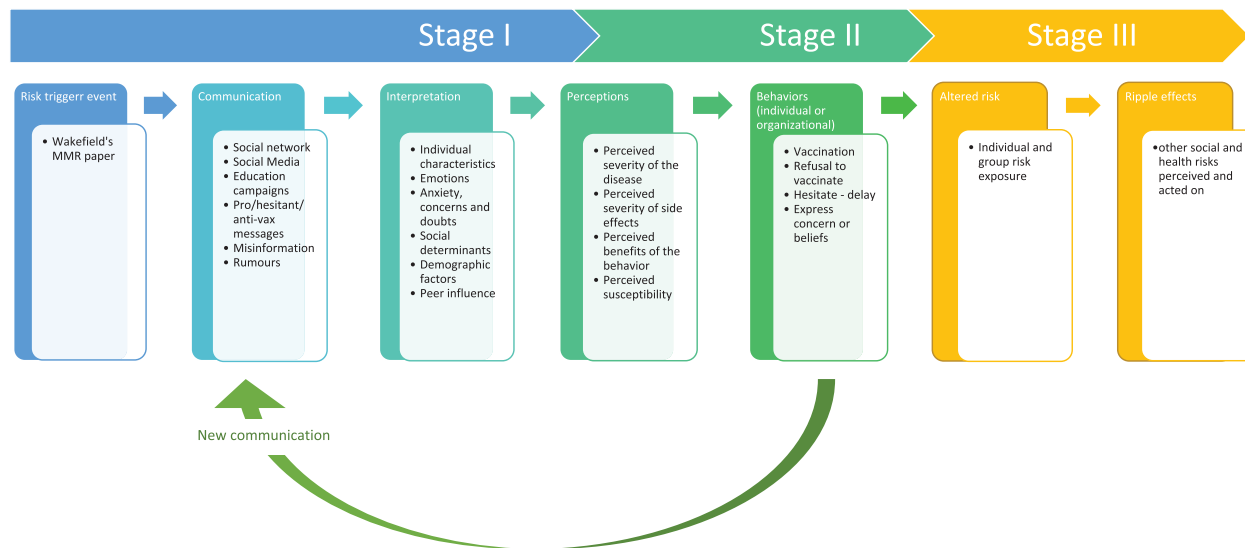 Stage I
Stage II
Stage III
Risk triggerr event
• Wakefield's
MMR paper
Communication
• Social network
• Social Media
• Education
campaigns
• Pro/hesitant/
anti-vax
messages
• Misinformation
• Rumours
Interpretation
• Individual
characteristics
• Emotions
• Anxiety,
concerns and
doubts
• Social
determinants
• Demographic
factors
• Peer influence
Perceptions
• Perceived
severity of the
disease
• Perceived
severity of side
effects
• Perceived
benefits of the
behavior
• Perceived
susceptibility
Behaviors
(individual or
organizational)
• Vaccination
• Refusal to
vaccinate
• Hesitate - delay
• Express
concern or
beliefs
Altered risk
• Individual and
group risk
exposure
Ripple effects
•other social and
health risks
perceived and
acted on
New communication